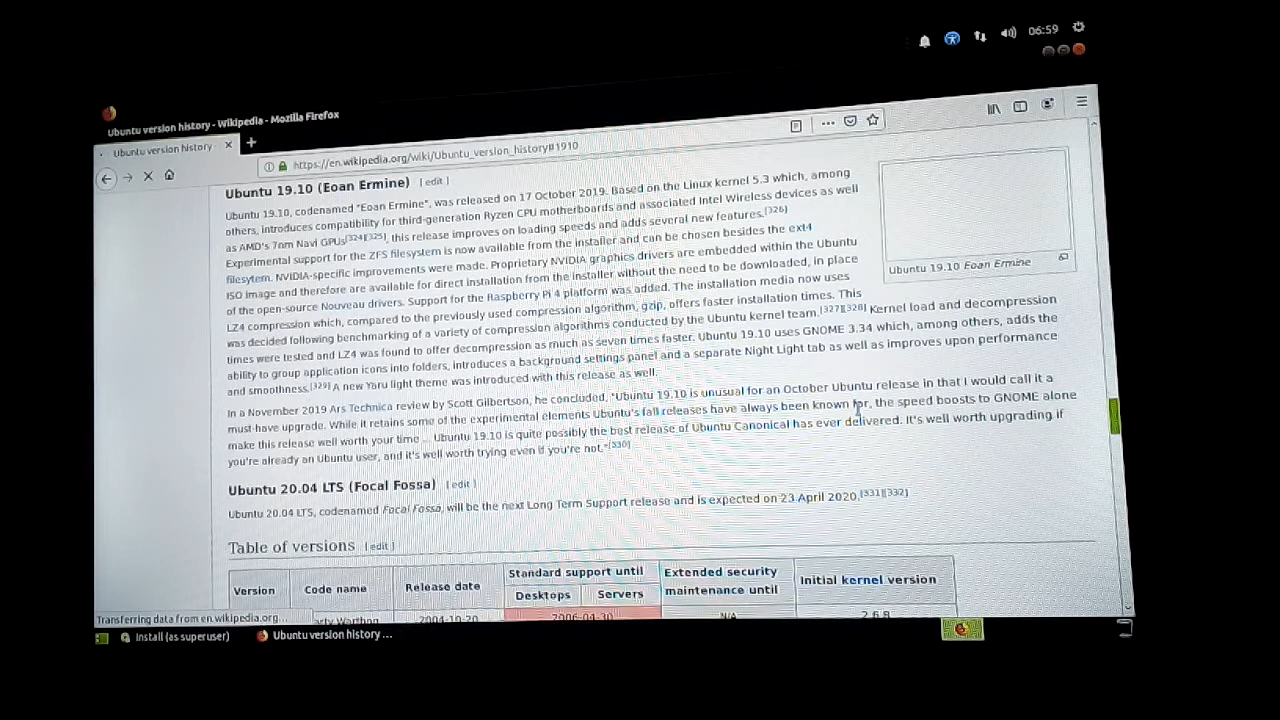 06:59
Ubuntu version history - Wikipedia - Mozilla Firefox
Ubuntu version history
https://en.wikipedia.org/wiki/Ubuntu_version_history#1910
Ubuntu 19.10 (Eoan Ermine) [ edit ]
Ubuntu 19.10, codenamed "Eoan Ermine", was released on 17 October 2019. Based on the Linux kernel 5.3 which, among
others, introduces compatibility for third-generation Ryzen CPU motherboards and associated Intel Wireless devices as well
as AMD's 7nm Navi GPUs[324][325], this release improves on loading speeds and adds several new features.[326]
Experimental support for the ZFS filesystem is now available from the installer and can be chosen besides the ext4
filesytem. NVIDIA-specific improvements were made. Proprietary NVIDIA graphics drivers are embedded within the Ubuntu
ISO image and therefore are available for direct installation from the installer without the need to be downloaded, in place
of the open-source Nouveau drivers. Support for the Raspberry Pi 4 platform was added. The installation media now uses
LZ4 compression which, compared to the previously used compression algorithm, gzip, offers faster installation times. This
was decided following benchmarking of a variety of compression algorithms conducted by the Ubuntu kernel team.[327][328] Kernel load and decompression
times were tested and LZ4 was found to offer decompression as much as seven times faster. Ubuntu 19.10 uses GNOME 3.34 which, among others, adds the
ability to group application icons into folders, introduces a background settings panel and a separate Night Light tab as well as improves upon performance
and smoothness.[329] A new Yaru light theme was introduced with this release as well.
Ubuntu 19.10 Eoan Ermine
In a November 2019 Ars Technica review by Scott Gilbertson, he concluded, "Ubuntu 19.10 is unusual for an October Ubuntu release in that I would call it a
must-have upgrade. While it retains some of the experimental elements Ubuntu's fall releases have always been known for, the speed boosts to GNOME alone
make this release well worth your time ... Ubuntu 19.10 is quite possibly the best release of Ubuntu Canonical has ever delivered. It's well worth upgrading if
you're already an Ubuntu user, and it's well worth trying even if you're not."[330]
Ubuntu 20.04 LTS (Focal Fossa) [ edit ]
Ubuntu 20.04 LTS, codenamed Focal Fossa, will be the next Long Term Support release and is expected on 23 April 2020.[331][332]
Table of versions [ edit ]
Version Code name Release date Standard support until Extended security maintenance until Initial kernel version
Desktops Servers
Warthog 2004-10-20 2006-04-30 N/A 2.6.8
Transferring data from en.wikipedia.org...
Install (as superuser) Ubuntu version history ...